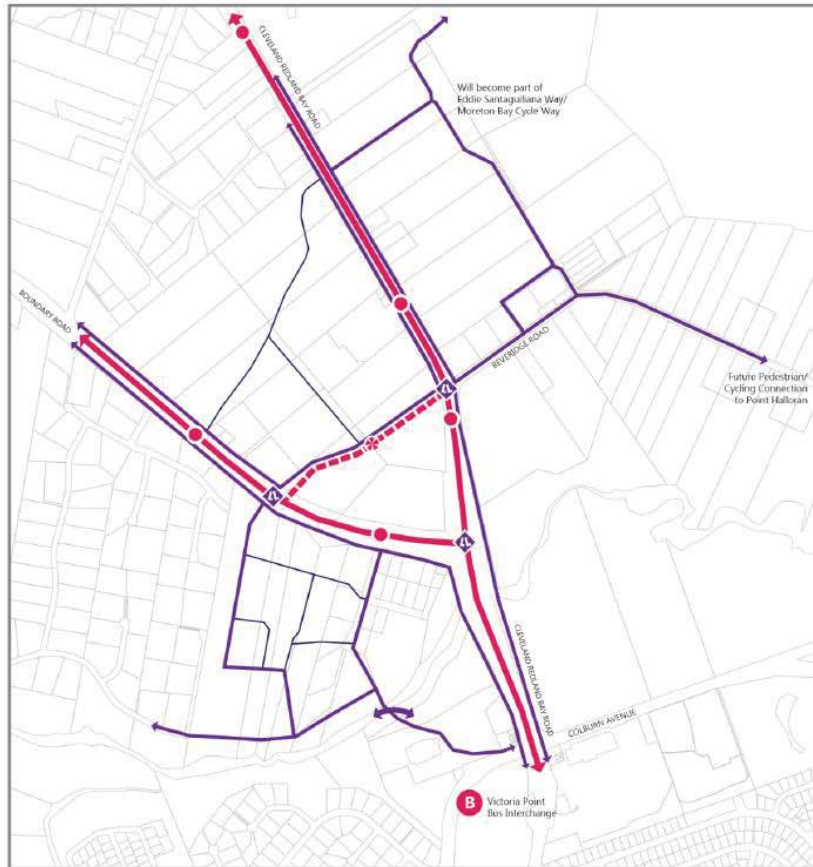 CLEVELAND REDLAND BAY ROAD
Will become part of
Eddie Santaguiliana Way/
Moreton Bay Cycle Way
BOUNDARY ROAD
BEVERIDGE ROAD
Future Pedestrian/
Cycling Connection
to Point Halloran
CLEVELAND REDLAND BAY ROAD
COLBURN AVENUE
B
Victoria Point
Bus Interchange